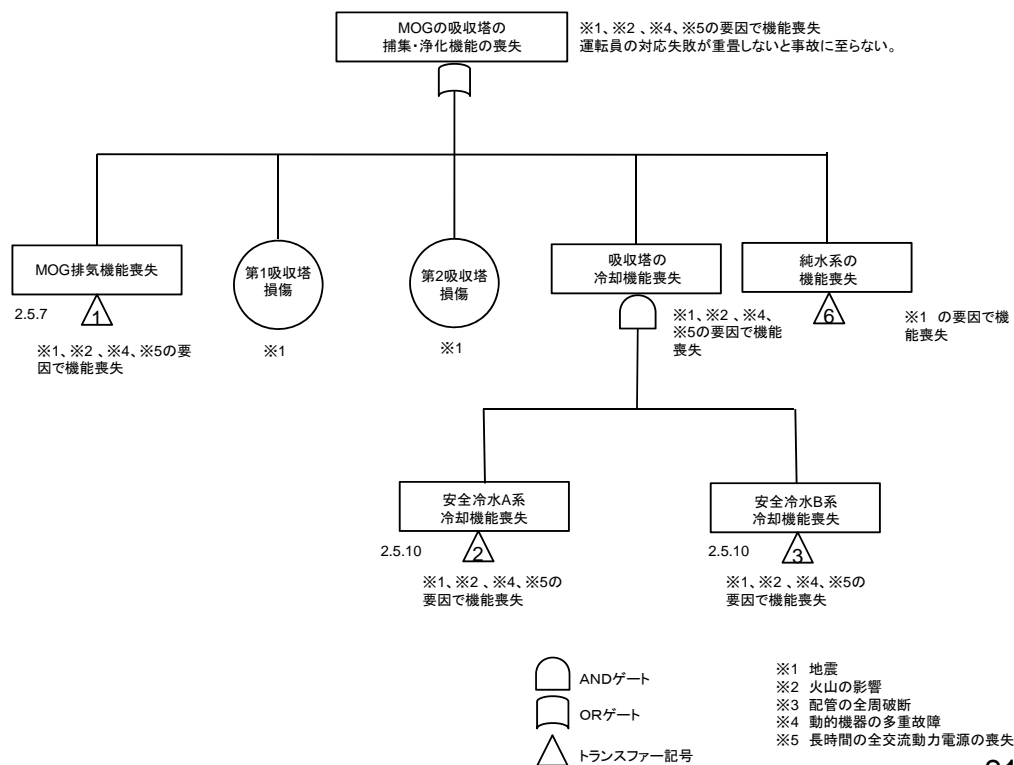 MOGの吸収塔の
捕集・浄化機能の喪失
※1、※2 、※4、※5の要因で機能喪失
運転員の対応失敗が重畳しないと事故に至らない。
MOG排気機能喪失
2.5.7
1
※1、※2 、※4、※5の要
因で機能喪失
第1吸収塔
損傷
※1
第2吸収塔
損傷
※1
吸収塔の
冷却機能喪失
※1、※2 、※4、
※5の要因で機能
喪失
純水系の
機能喪失
6
※1 の要因で機
能喪失
安全冷水A系
冷却機能喪失
2.5.10
2
※1、※2 、※4、※5の
要因で機能喪失
安全冷水B系
冷却機能喪失
2.5.10
3
※1、※2 、※4、※5の
要因で機能喪失
ANDゲート
ORゲート
トランスファー記号
※1 地震
※2 火山の影響
※3 配管の全周破断
※4 動的機器の多重故障
※5 長時間の全交流動力電源の喪失